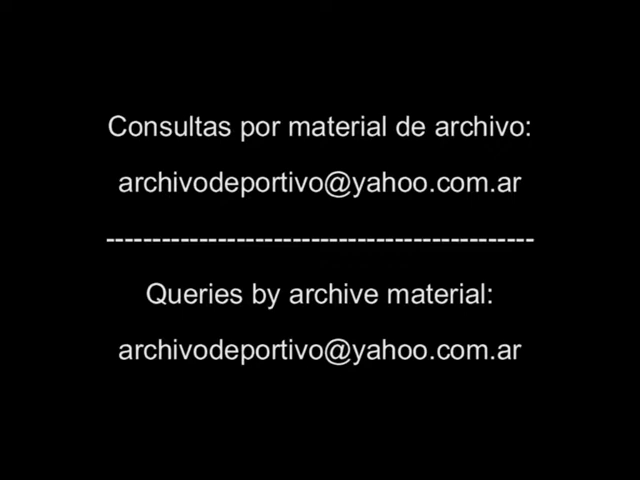 Consultas por material de archivo:
archivodeportivo@yahoo.com.ar
-----------------------------------------------
Queries by archive material:
archivodeportivo@yahoo.com.ar